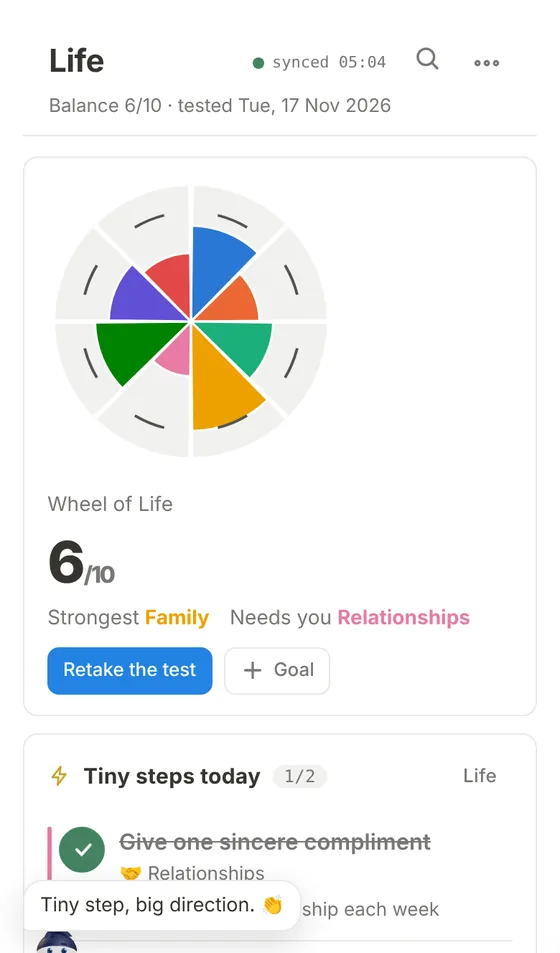 Life
synced 05:04
Balance 6/10 · tested Tue, 17 Nov 2026
Wheel of Life
6/10
Strongest Family Needs you Relationships
Retake the test
+ Goal
Tiny steps today 1/2 Life
Give one sincere compliment
🤝 Relationships
Tiny step, big direction. 👏
ship each week